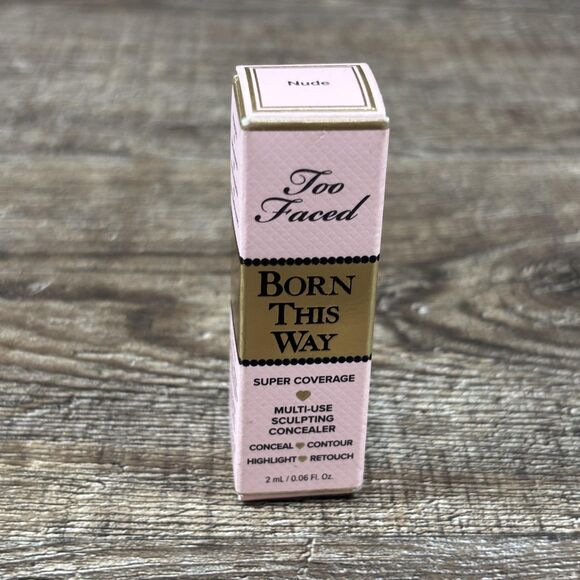 Nude
Too
Faced
BORN
THIS
WAY
SUPER COVERAGE
MULTI-USE
SCULPTING
CONCEALER
CONCEAL CONTOUR
HIGHLIGHT RETOUCH
2 mL / 0.06 Fl. Oz.